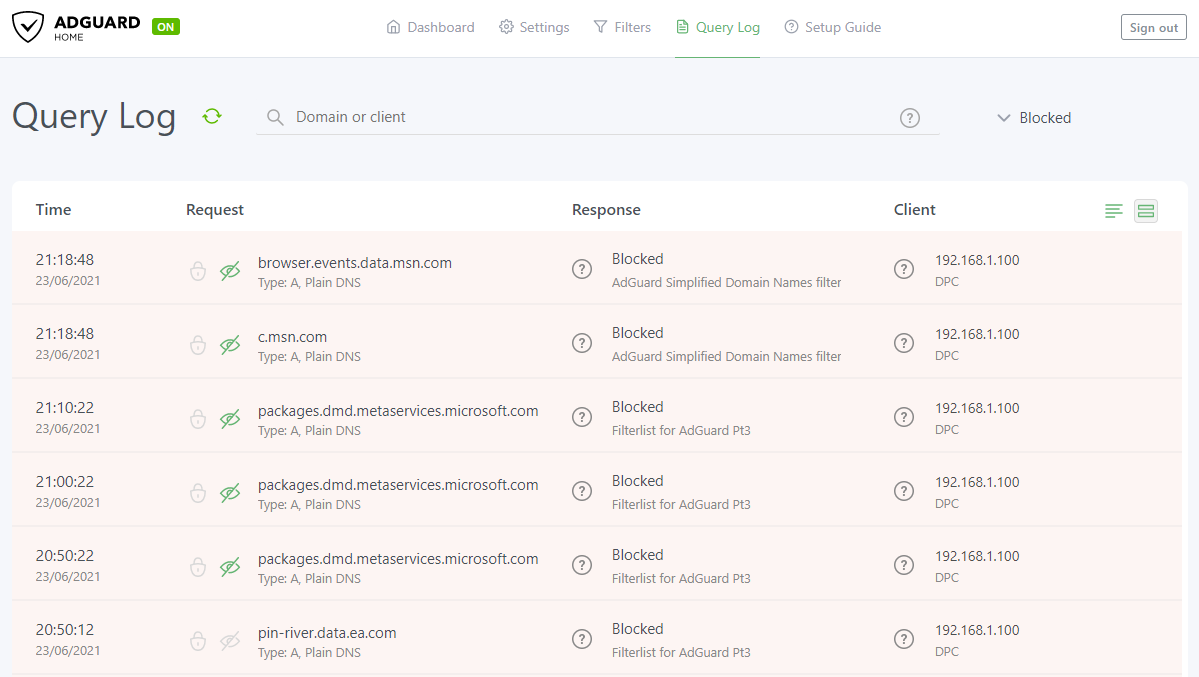 ADGUARD
HOME
ON
Dashboard
Settings
Filters
Query Log
Setup Guide
Sign out
Query Log
Domain or client
?
Blocked
Time
Request
Response
Client
21:18:48
23/06/2021
browser.events.data.msn.com
Type: A, Plain DNS
?
Blocked
AdGuard Simplified Domain Names filter
?
192.168.1.100
DPC
21:18:48
23/06/2021
c.msn.com
Type: A, Plain DNS
?
Blocked
AdGuard Simplified Domain Names filter
?
192.168.1.100
DPC
21:10:22
23/06/2021
packages.dmd.metaservices.microsoft.com
Type: A, Plain DNS
?
Blocked
Filterlist for AdGuard Pt3
?
192.168.1.100
DPC
21:00:22
23/06/2021
packages.dmd.metaservices.microsoft.com
Type: A, Plain DNS
?
Blocked
Filterlist for AdGuard Pt3
?
192.168.1.100
DPC
20:50:22
23/06/2021
packages.dmd.metaservices.microsoft.com
Type: A, Plain DNS
?
Blocked
Filterlist for AdGuard Pt3
?
192.168.1.100
DPC
20:50:12
23/06/2021
pin-river.data.ea.com
Type: A, Plain DNS
?
Blocked
Filterlist for AdGuard Pt3
?
192.168.1.100
DPC